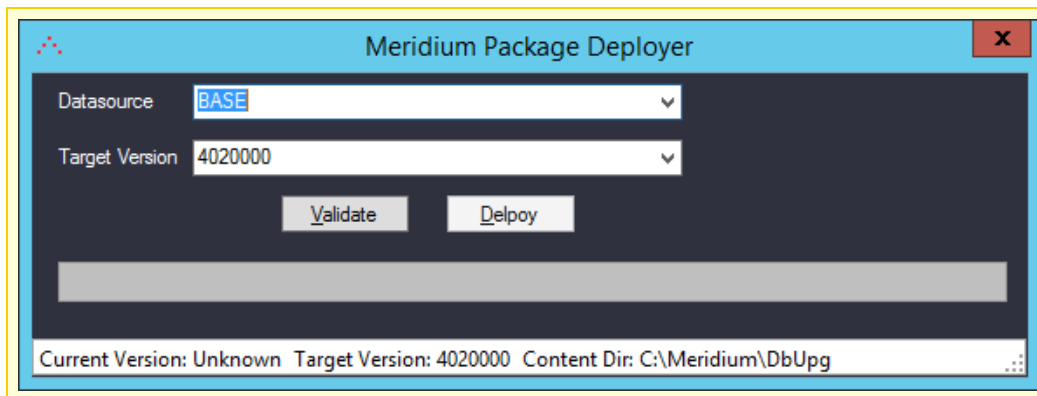 Meridium Package Deployer
x
Datasource BASE
Target Version 4020000
Validate Delpoy
Current Version: Unknown Target Version: 4020000 Content Dir: C:\Meridium\DbUpg